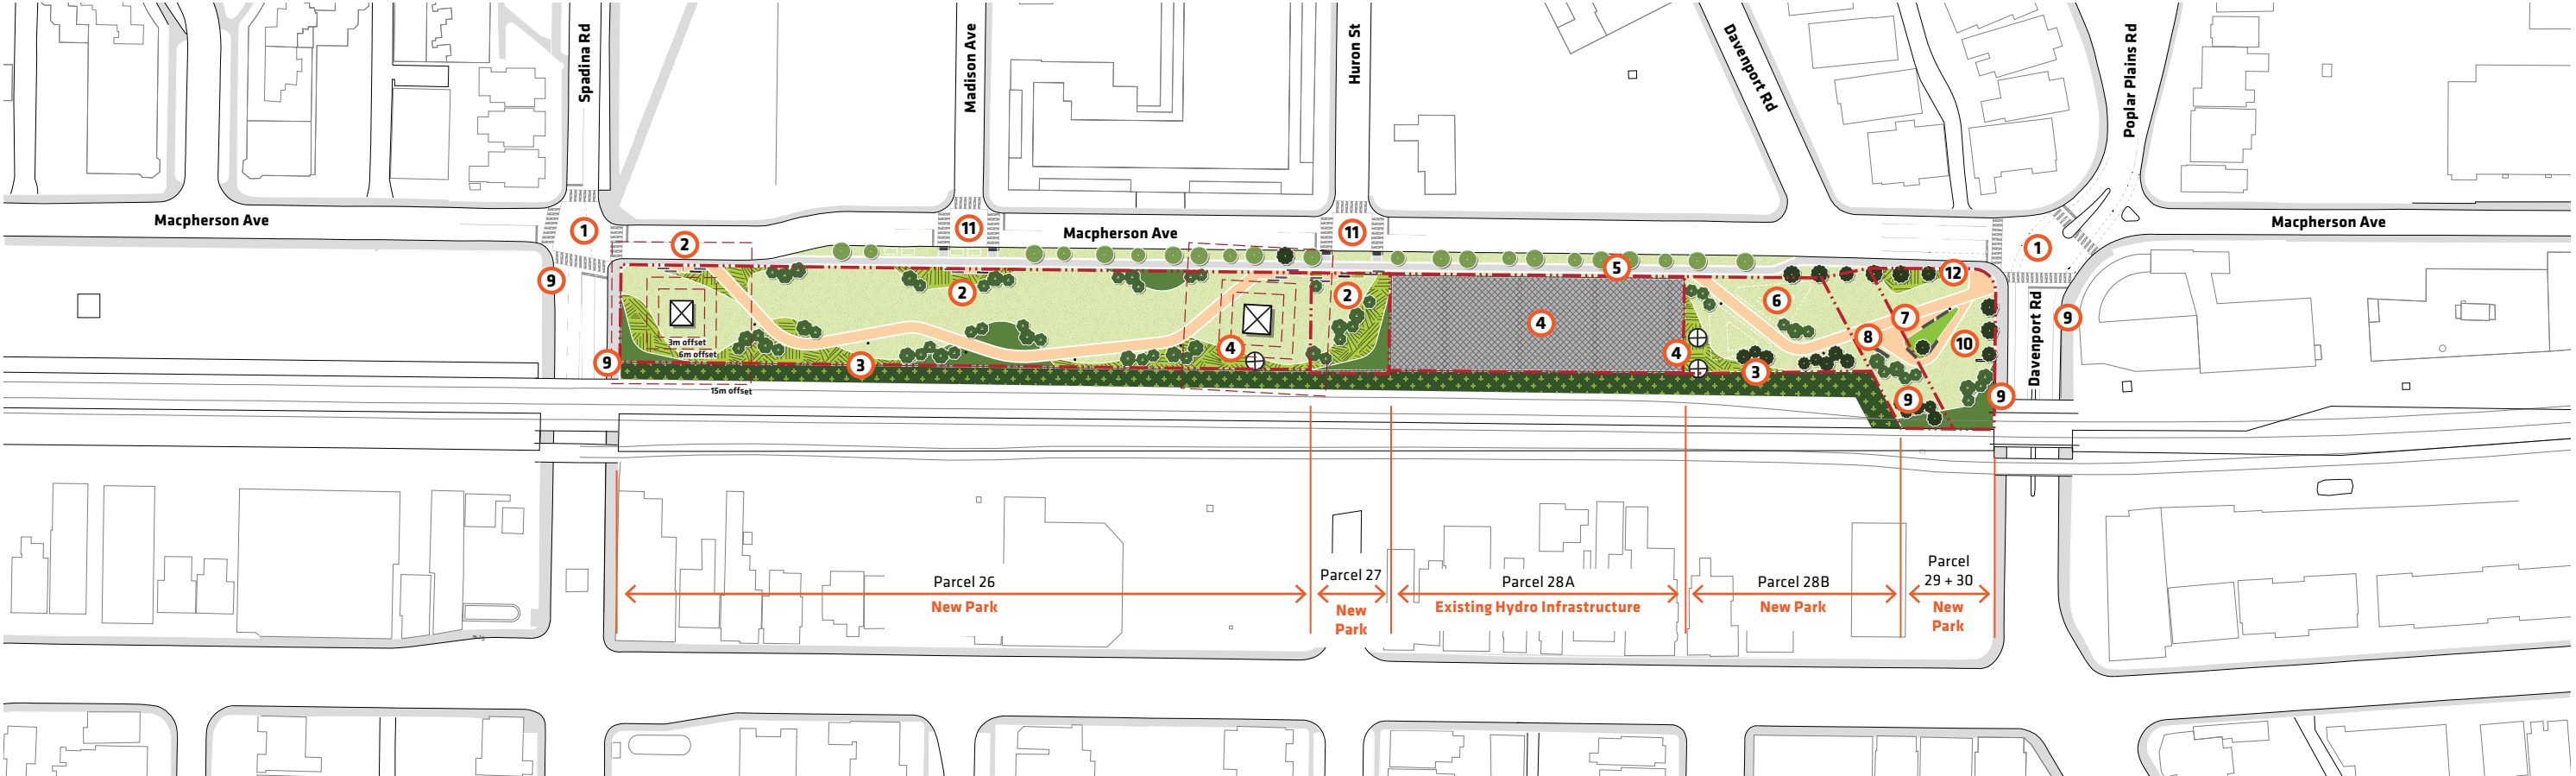 Spadina Rd
Madison Ave
Huron St
Davenport Rd
Poplar Plains Rd
Macpherson Ave
1
2
11
Macpherson Ave
11
1
Macpherson Ave
9
2
2
5
12
4
6
7
8
10
9
3m offset
6m offset
9
3
4
4
3
9
9
Davenport Rd
15m offset
Parcel 26
New Park
Parcel 27
New
Park
Parcel 28A
Existing Hydro Infrastructure
Parcel 28B
New Park
Parcel
29 + 30
New
Park